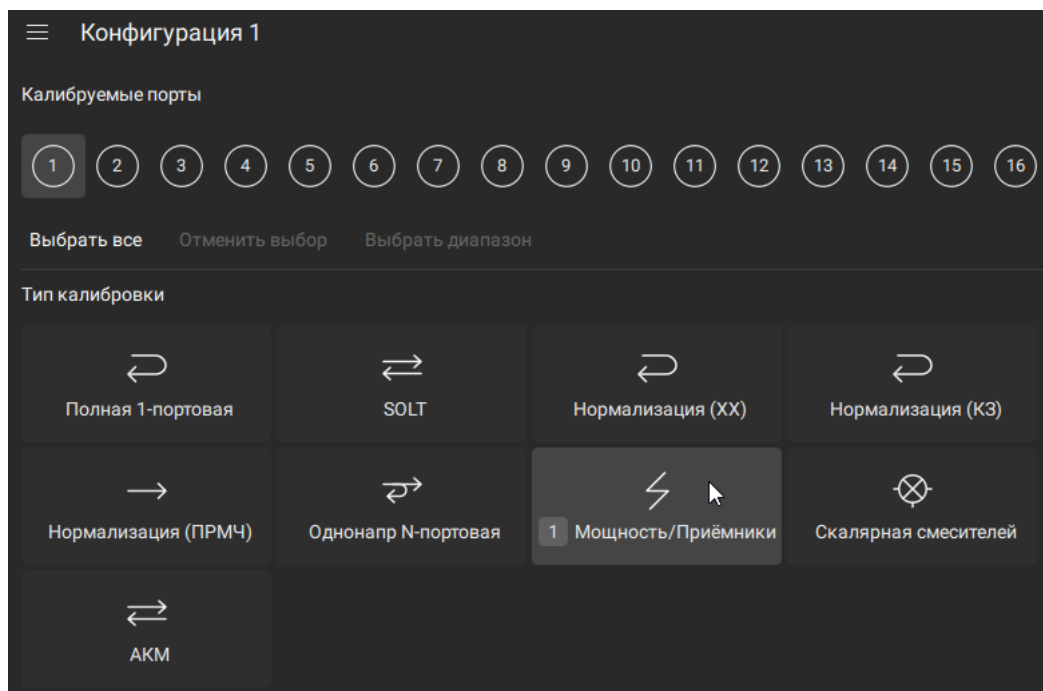 Конфигурация 1
Калибруемые порты
1 2 3 4 5 6 7 8 9 10 11 12 13 14 15 16
Выбрать все Отменить выбор Выбрать диапазон
Тип калибровки
Полная 1-портовая SOLT Нормализация (ХХ) Нормализация (КЗ)
Нормализация (ПРМЧ) Однонапр N-портовая 1 Мощность/Приёмники Скалярная смесителей
АКМ